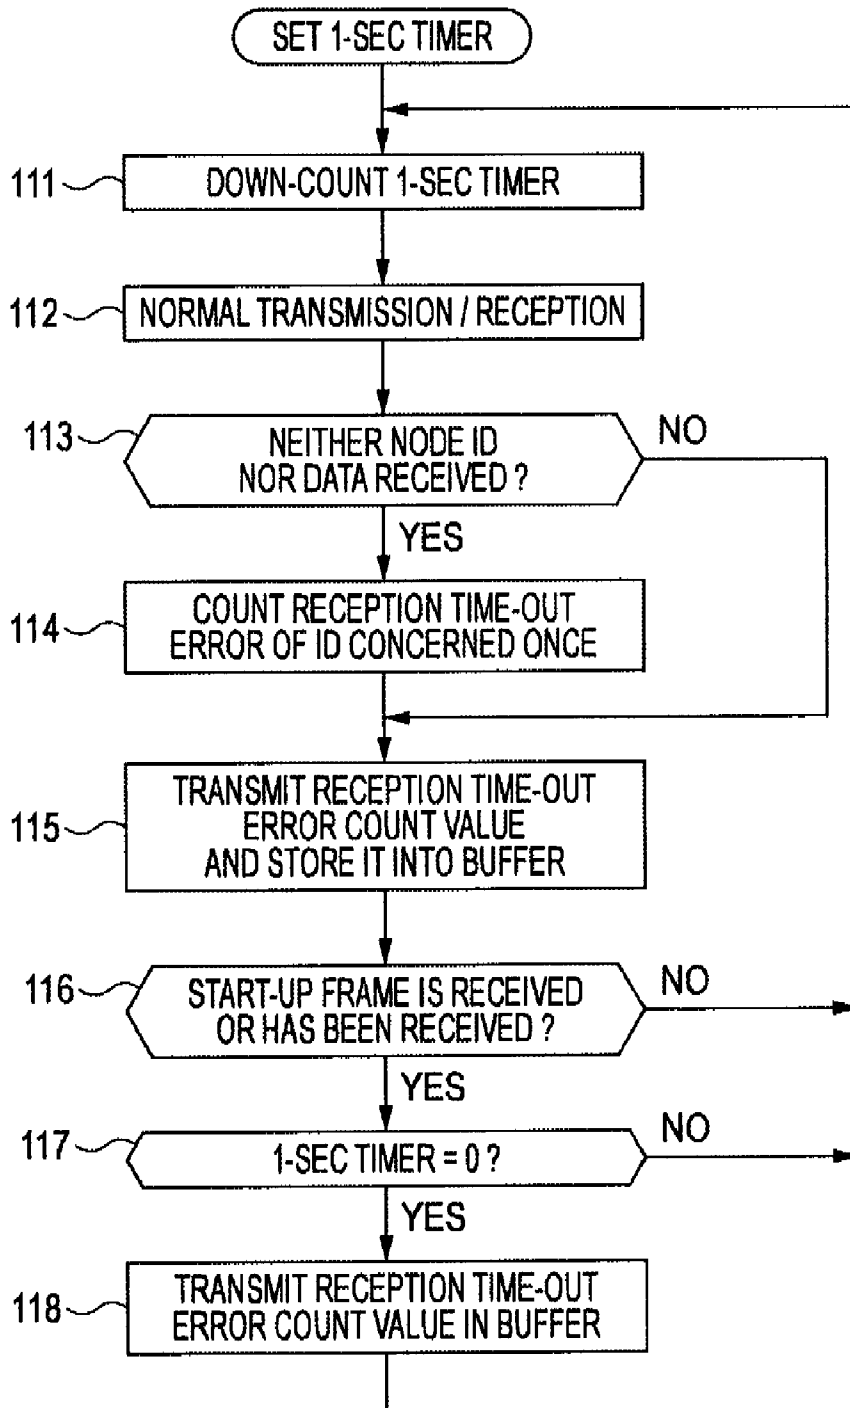 SET 1-SEC TIMER
111
DOWN-COUNT 1-SEC TIMER
112
NORMAL TRANSMISSION / RECEPTION
113
NEITHER NODE ID
NOR DATA RECEIVED ?
NO
YES
114
COUNT RECEPTION TIME-OUT
ERROR OF ID CONCERNED ONCE
115
TRANSMIT RECEPTION TIME-OUT
ERROR COUNT VALUE
AND STORE IT INTO BUFFER
116
START-UP FRAME IS RECEIVED
OR HAS BEEN RECEIVED ?
NO
YES
117
1-SEC TIMER = 0 ?
NO
YES
118
TRANSMIT RECEPTION TIME-OUT
ERROR COUNT VALUE IN BUFFER